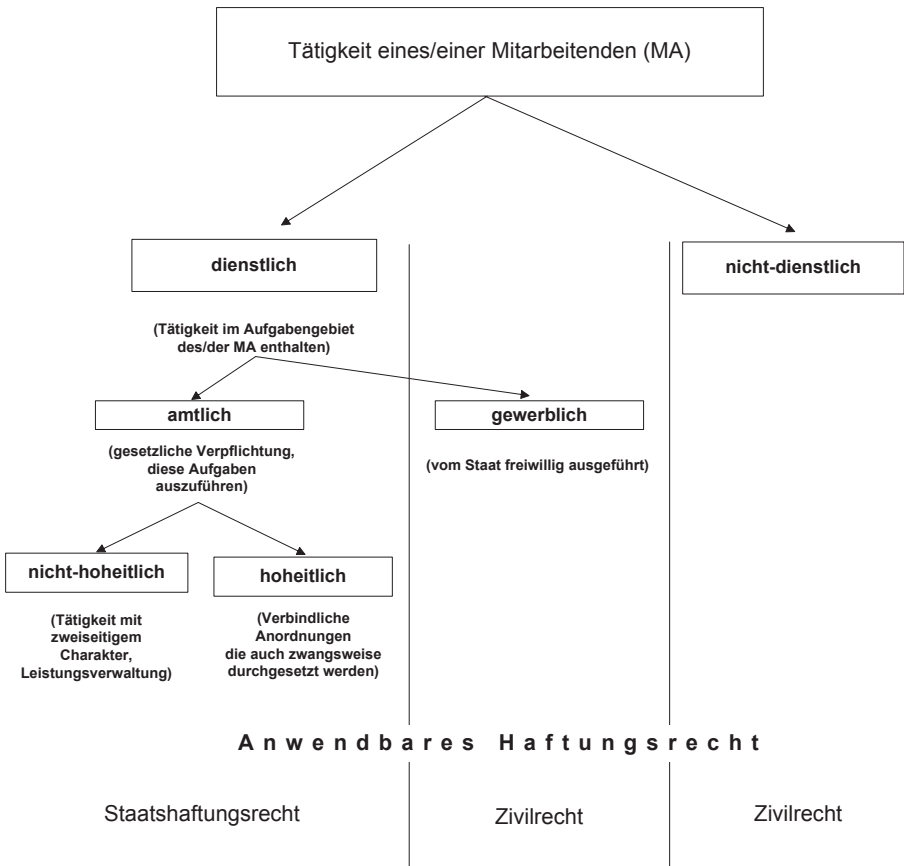 Tätigkeit eines/einer Mitarbeitenden (MA)
dienstlich
nicht-dienstlich
(Tätigkeit im Aufgabengebiet
des/der MA enthalten)
amtlich
gewerblich
(gesetzliche Verpflichtung,
diese Aufgaben
auszuführen)
(vom Staat freiwillig ausgeführt)
nicht-hoheitlich
hoheitlich
(Tätigkeit mit
zweiseitigem
Charakter,
Leistungsverwaltung)
(Verbindliche
Anordnungen
die auch zwangsweise
durchgesetzt werden)
Anwendbares Haftungsrecht
Staatshaftungsrecht
Zivilrecht
Zivilrecht